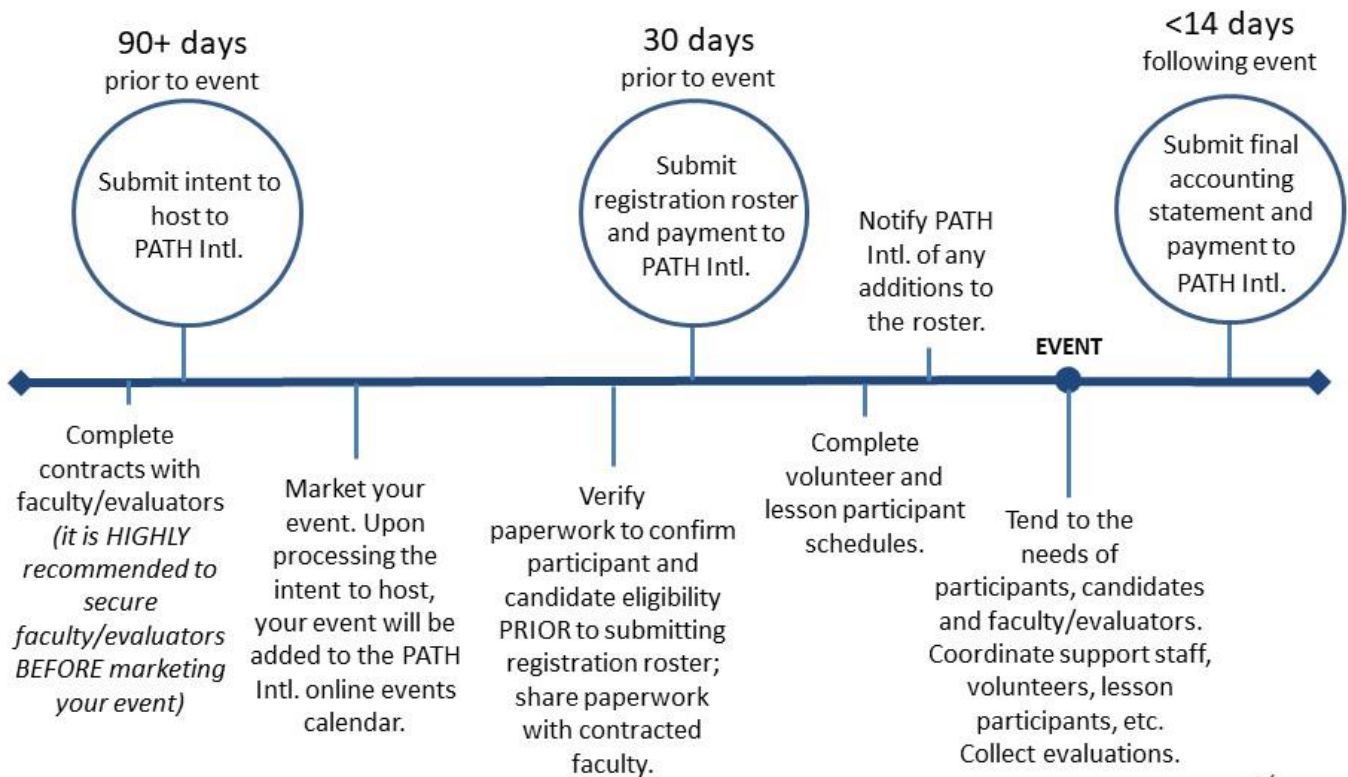 90+ days
prior to event
Submit intent to
host to
PATH Intl.
30 days
prior to event
Submit
registration roster
and payment to
PATH Intl.
Notify PATH
Intl. of any
additions to
the roster.
<14 days
following event
Submit final
accounting
statement and
payment to
PATH Intl.
EVENT
Complete
contracts with
faculty/evaluators
(it is HIGHLY
recommended to
secure
faculty/evaluators
BEFORE marketing
your event)
Market your
event. Upon
processing the
intent to host,
your event will be
added to the PATH
Intl. online events
calendar.
Verify
paperwork to confirm
participant and
candidate eligibility
PRIOR to submitting
registration roster;
share paperwork
with contracted
faculty.
Complete
volunteer and
lesson participant
schedules.
Tend to the
needs of
participants, candidates
and faculty/evaluators.
Coordinate support staff,
volunteers, lesson
participants, etc.
Collect evaluations.